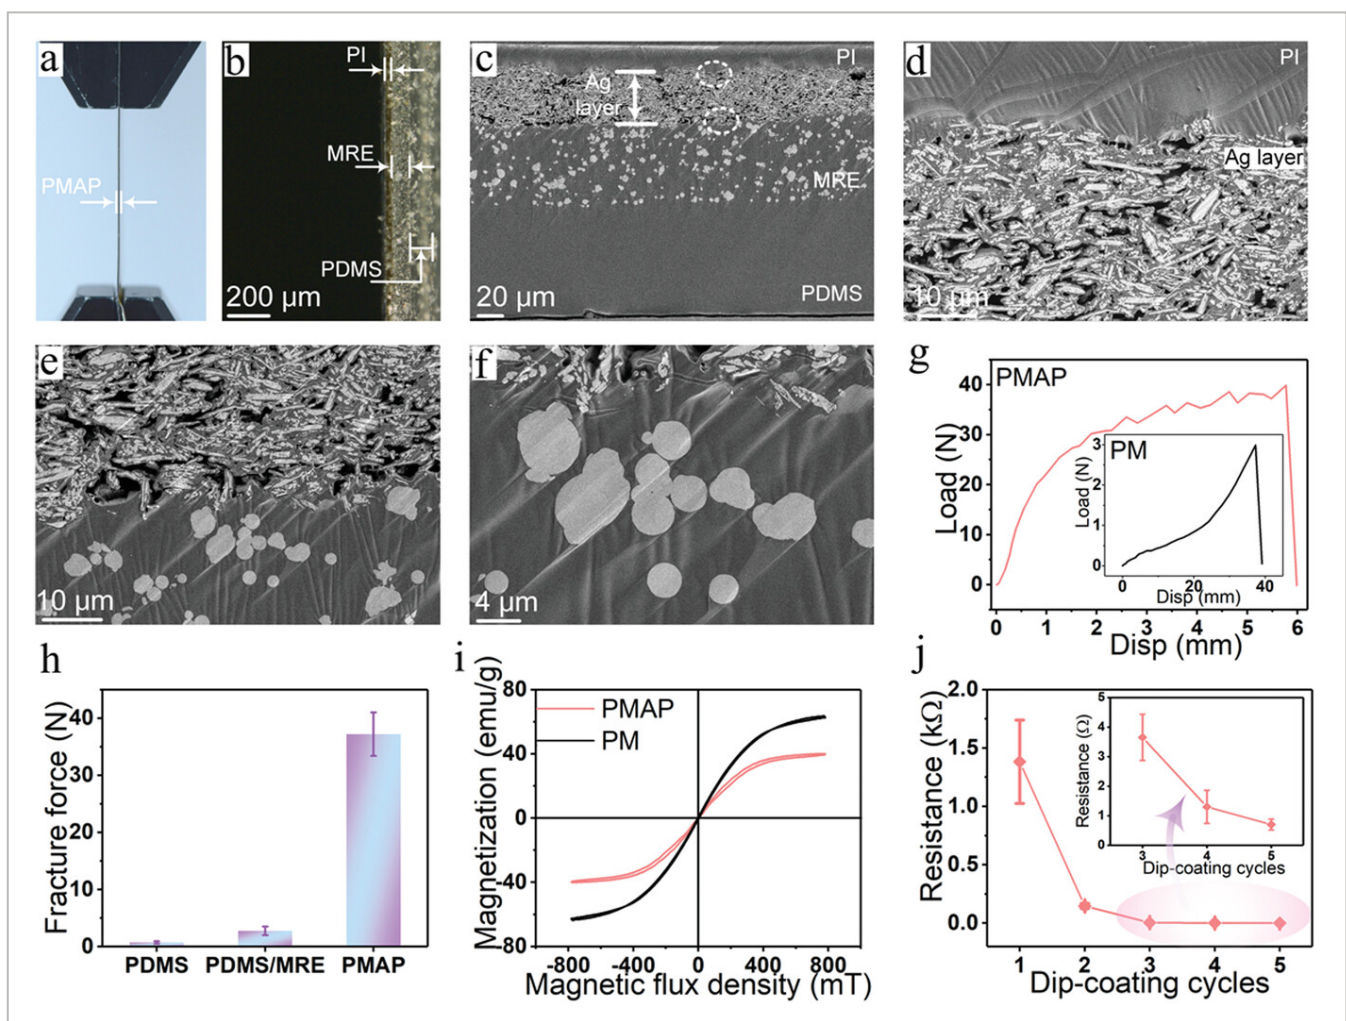 a
PMAP
b
PI
MRE
PDMS
200 μm
c
PI
Ag
layer
MRE
PDMS
20 μm
d
PI
Ag layer
10 μm
e
10 μm
f
4 μm
g
PMAP
Load (N)
40
30
20
10
0
0 1 2 3 4 5 6
Disp (mm)
PM
Load (N)
3
2
1
0
0 20 40
Disp (mm)
h
Fracture force (N)
40
30
20
10
0
PDMS PDMS/MRE PMAP
i
Magnetization (emu/g)
80
40
0
-40
-80
PMAP
PM
-800 -400 0 400 800
Magnetic flux density (mT)
j
Resistance (kΩ)
2.0
1.5
1.0
0.5
0.0
1 2 3 4 5
Dip-coating cycles
Resistance (Ω)
5
4
3
2
1
0
3 4 5
Dip-coating cycles